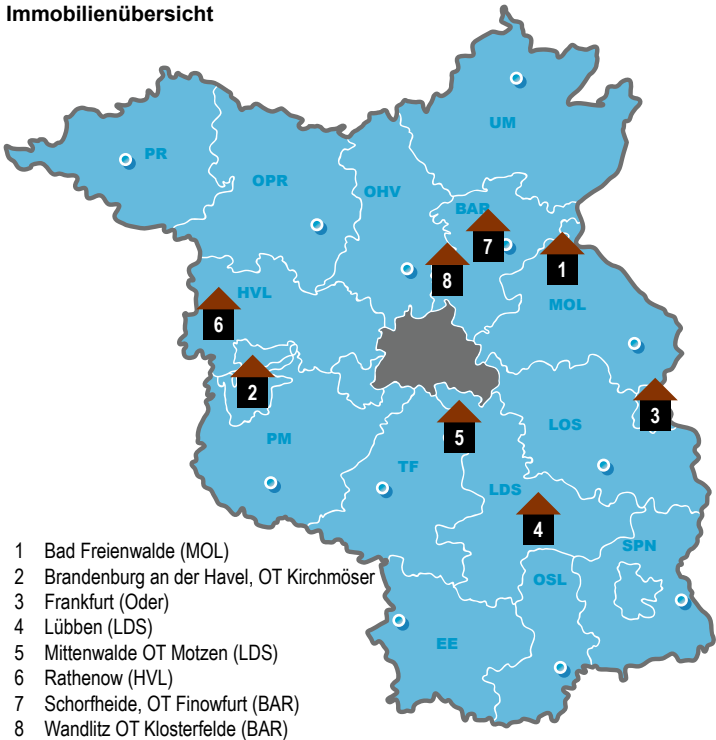 Immobilienübersicht
UM
PR
OPR
OHV
BAR
7
1
8
HVL
MOL
6
2
3
5
PM
LOS
TF
LDS
4
SPN
OSL
EE
1 Bad Freienwalde (MOL)
2 Brandenburg an der Havel, OT Kirchmöser
3 Frankfurt (Oder)
4 Lübben (LDS)
5 Mittenwalde OT Motzen (LDS)
6 Rathenow (HVL)
7 Schorfheide, OT Finowfurt (BAR)
8 Wandlitz OT Klosterfelde (BAR)